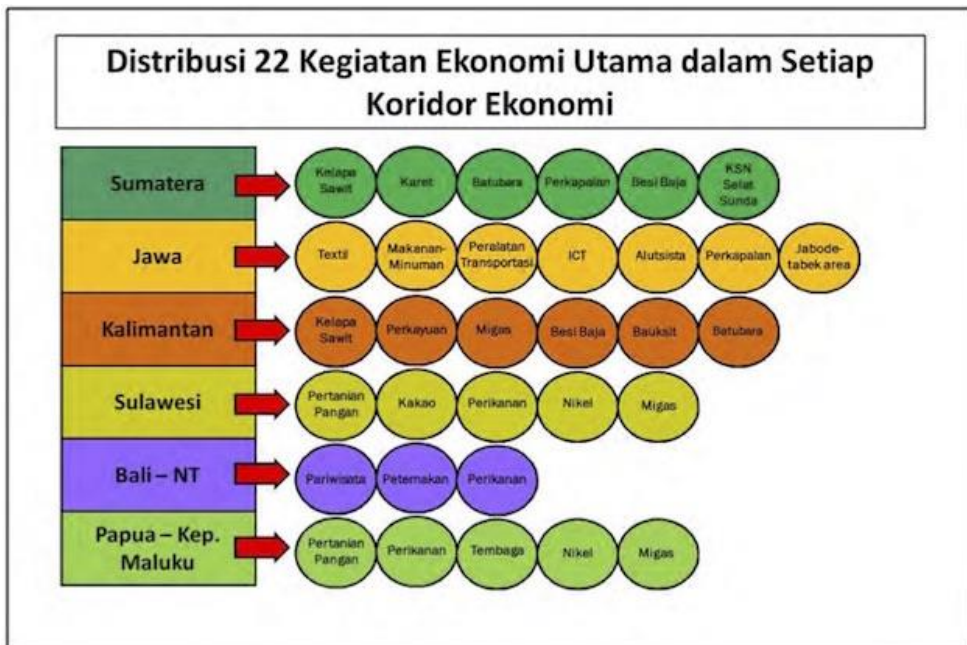 Distribusi 22 Kegiatan Ekonomi Utama dalam Setiap
Koridor Ekonomi
Sumatera
Kelapa
Sawit
Karet
Batubara
Perkapalan
Besi Baja
KSN
Selat
Sunda
Jawa
Textil
Makanan-
Minuman
Peralatan
Transportasi
ICT
Alutsista
Perkapalan
Jabode-
tabek area
Kalimantan
Kelapa
Sawit
Perkayuan
Migas
Besi Baja
Bauksit
Batubara
Sulawesi
Pertanian
Pangan
Kakao
Perikanan
Nikel
Migas
Bali – NT
Pariwisata
Peternakan
Perikanan
Papua – Kep.
Maluku
Pertanian
Pangan
Perikanan
Tembaga
Nikel
Migas